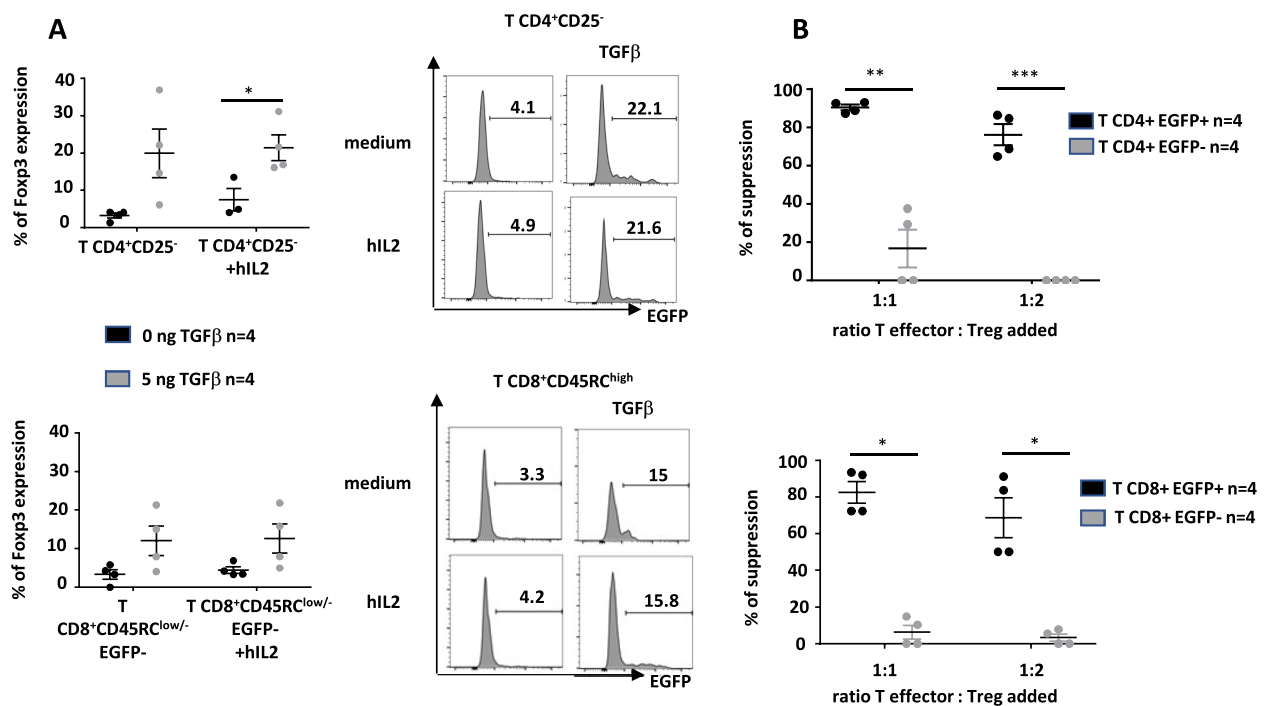 A
% of Foxp3 expression
40
30
20
10
0
*
T CD4⁺CD25⁻
T CD4⁺CD25⁻
+hIL2
T CD4⁺CD25⁻
TGFβ
medium
4.1
22.1
hIL2
4.9
21.6
EGFP
0 ng TGFβ n=4
5 ng TGFβ n=4
% of Foxp3 expression
40
30
20
10
0
T
CD8⁺CD45RClow/-
EGFP-
T CD8⁺CD45RClow/-
EGFP-
+hIL2
T CD8⁺CD45RChigh
TGFβ
medium
3.3
15
hIL2
4.2
15.8
EGFP
B
% of suppression
100
80
60
40
20
0
**
***
1:1
1:2
ratio T effector : Treg added
T CD4+ EGFP+ n=4
T CD4+ EGFP- n=4
% of suppression
100
80
60
40
20
0
*
*
1:1
1:2
ratio T effector : Treg added
T CD8+ EGFP+ n=4
T CD8+ EGFP- n=4